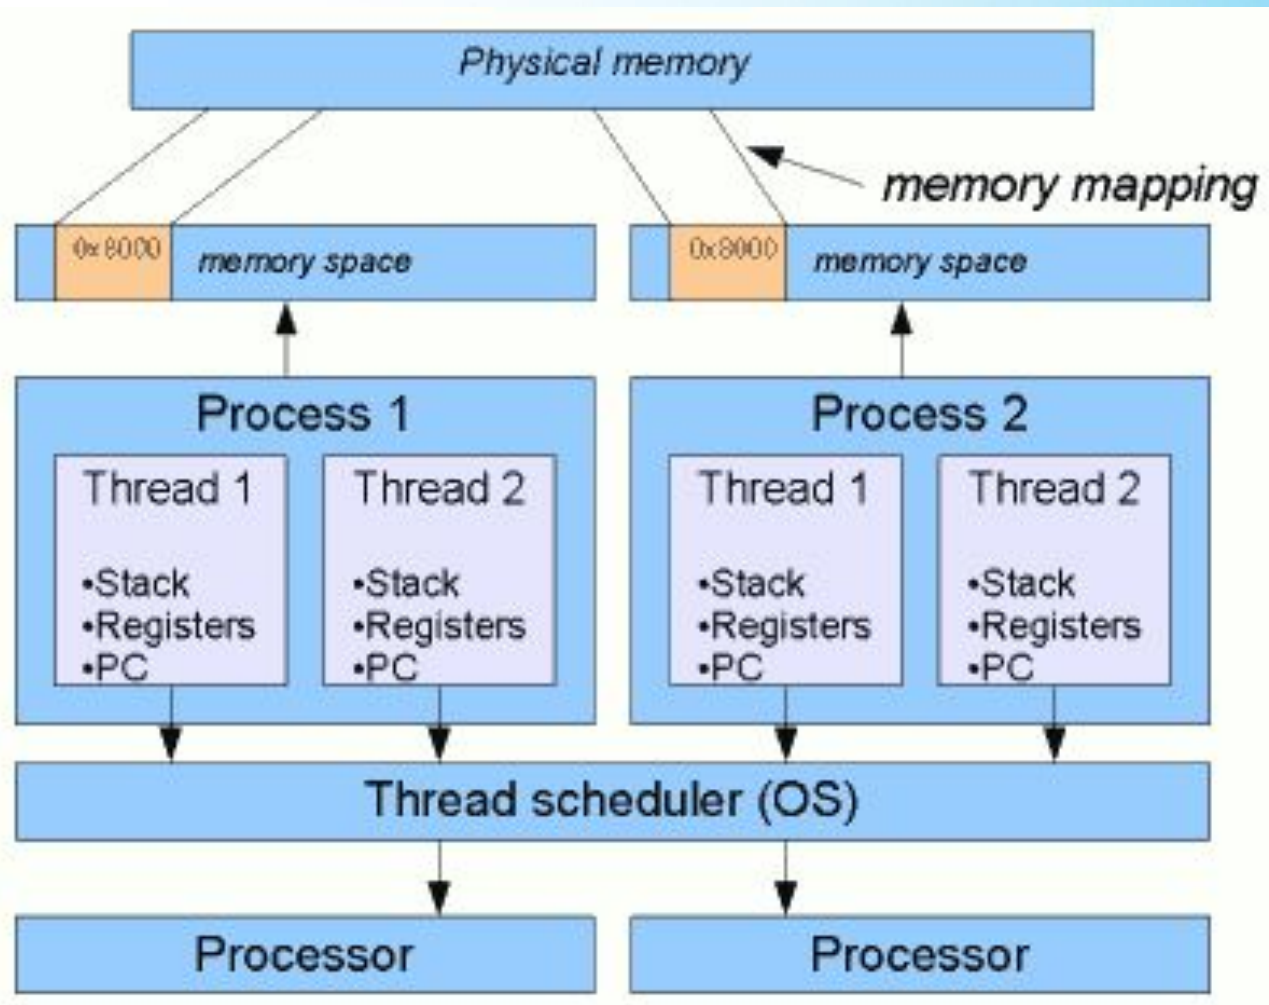 Physical memory
memory mapping
0x8000
memory space
0x8000
memory space
Process 1
Process 2
Thread 1
Thread 2
Thread 1
Thread 2
•Stack
•Registers
•PC
•Stack
•Registers
•PC
•Stack
•Registers
•PC
•Stack
•Registers
•PC
Thread scheduler (OS)
Processor
Processor